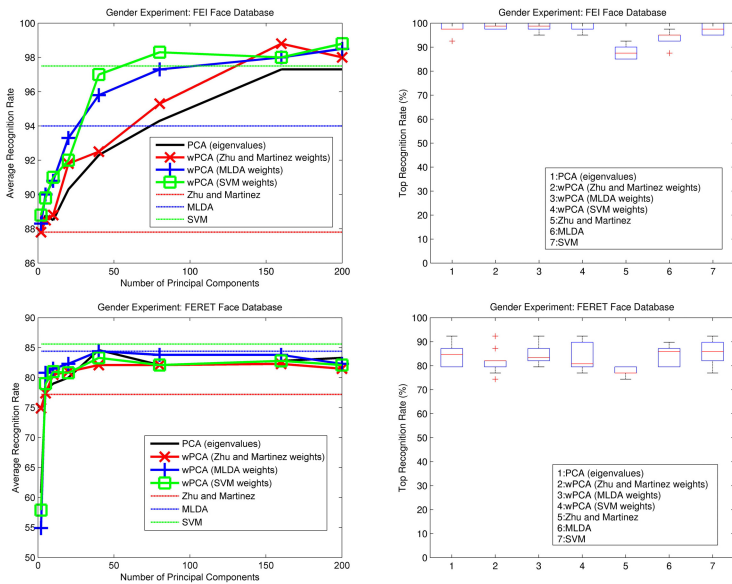 Gender Experiment: FEI Face Database
Average Recognition Rate
100
98
96
94
92
90
88
86
PCA (eigenvalues)
wPCA (Zhu and Martinez weights)
wPCA (MLDA weights)
wPCA (SVM weights)
Zhu and Martinez
MLDA
SVM
0 50 100 150 200
Number of Principal Components
Gender Experiment: FEI Face Database
Top Recognition Rate (%)
100
90
80
70
60
50
40
30
20
10
0
1:PCA (eigenvalues)
2:wPCA (Zhu and Martinez weights)
3:wPCA (MLDA weights)
4:wPCA (SVM weights)
5:Zhu and Martinez
6:MLDA
7:SVM
1 2 3 4 5 6 7
Gender Experiment: FERET Face Database
Average Recognition Rate
90
85
80
75
70
65
60
55
50
PCA (eigenvalues)
wPCA (Zhu and Martinez weights)
wPCA (MLDA weights)
wPCA (SVM weights)
Zhu and Martinez
MLDA
SVM
0 50 100 150 200
Number of Principal Components
Gender Experiment: FERET Face Database
Top Recognition Rate (%)
100
90
80
70
60
50
40
30
20
10
0
1:PCA (eigenvalues)
2:wPCA (Zhu and Martinez weights)
3:wPCA (MLDA weights)
4:wPCA (SVM weights)
5:Zhu and Martinez
6:MLDA
7:SVM
1 2 3 4 5 6 7